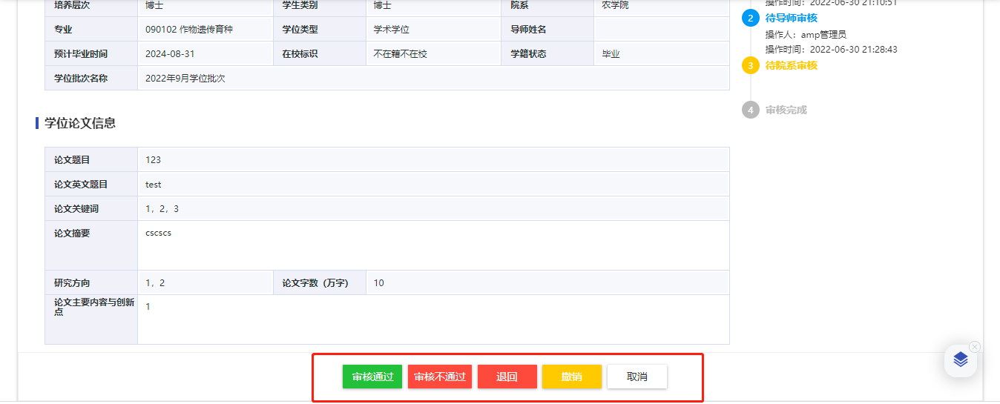 培养层次 博士 学生类别 博士 院系 农学院
专业 090102 作物遗传育种 学位类型 学术学位 导师姓名
预计毕业时间 2024-08-31 在校标识 不在籍不在校 学籍状态 毕业
学位批次名称 2022年9月学位批次
学位论文信息
论文题目 123
论文英文题目 test
论文关键词 1，2，3
论文摘要 cscscs
研究方向 1，2 论文字数（万字） 10
论文主要内容与创新 1
点
审核通过 审核不通过 退回 撤销 取消
操作时间：2022-06-30 21:10:51
2 待导师审核
操作人：amp管理员
操作时间：2022-06-30 21:28:43
3 待院系审核
4 审核完成